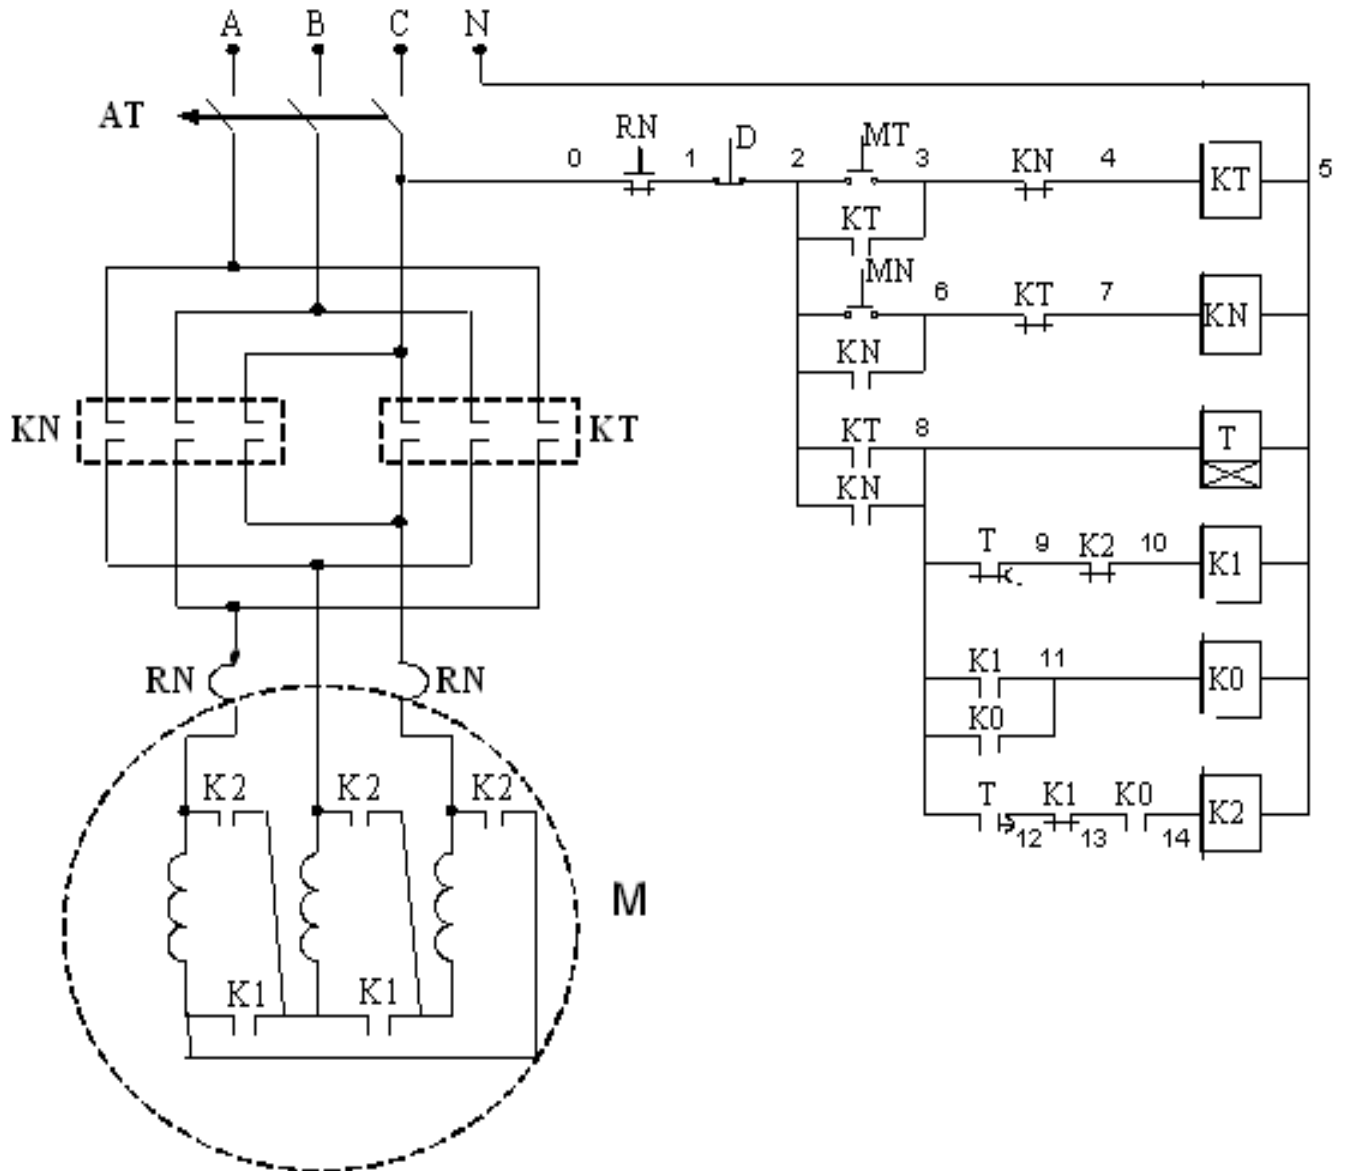 A B C N
AT
RN D MT
0 1 2 3 KN 4 KT 5
KT
MN 6 KT 7 KN
KN
KN KT
KT 8 T
KN
T 9 K2 10 K1
RN RN
K1 11 K0
K0
K2 K2 K2
T 12 K1 13 K0 14 K2
M
K1 K1